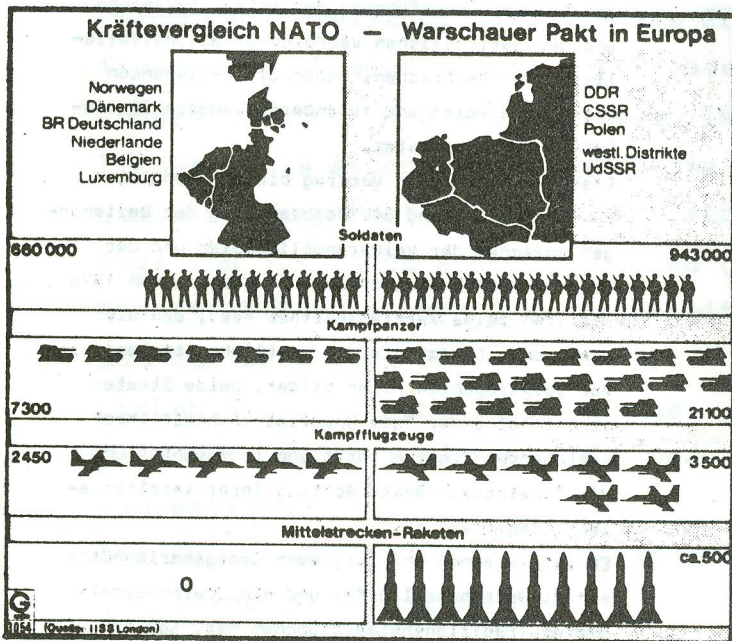 Kräftevergleich NATO — Warschauer Pakt in Europa
Norwegen
Dänemark
BR Deutschland
Niederlande
Belgien
Luxemburg
DDR
CSSR
Polen
westl. Distrikte
UdSSR
Soldaten
660 000
943 000
Kampfpanzer
7300
21100
Kampfflugzeuge
2450
3500
Mittelstrecken-Raketen
0
ca. 500
G
3054
(Quelle: IISS London)